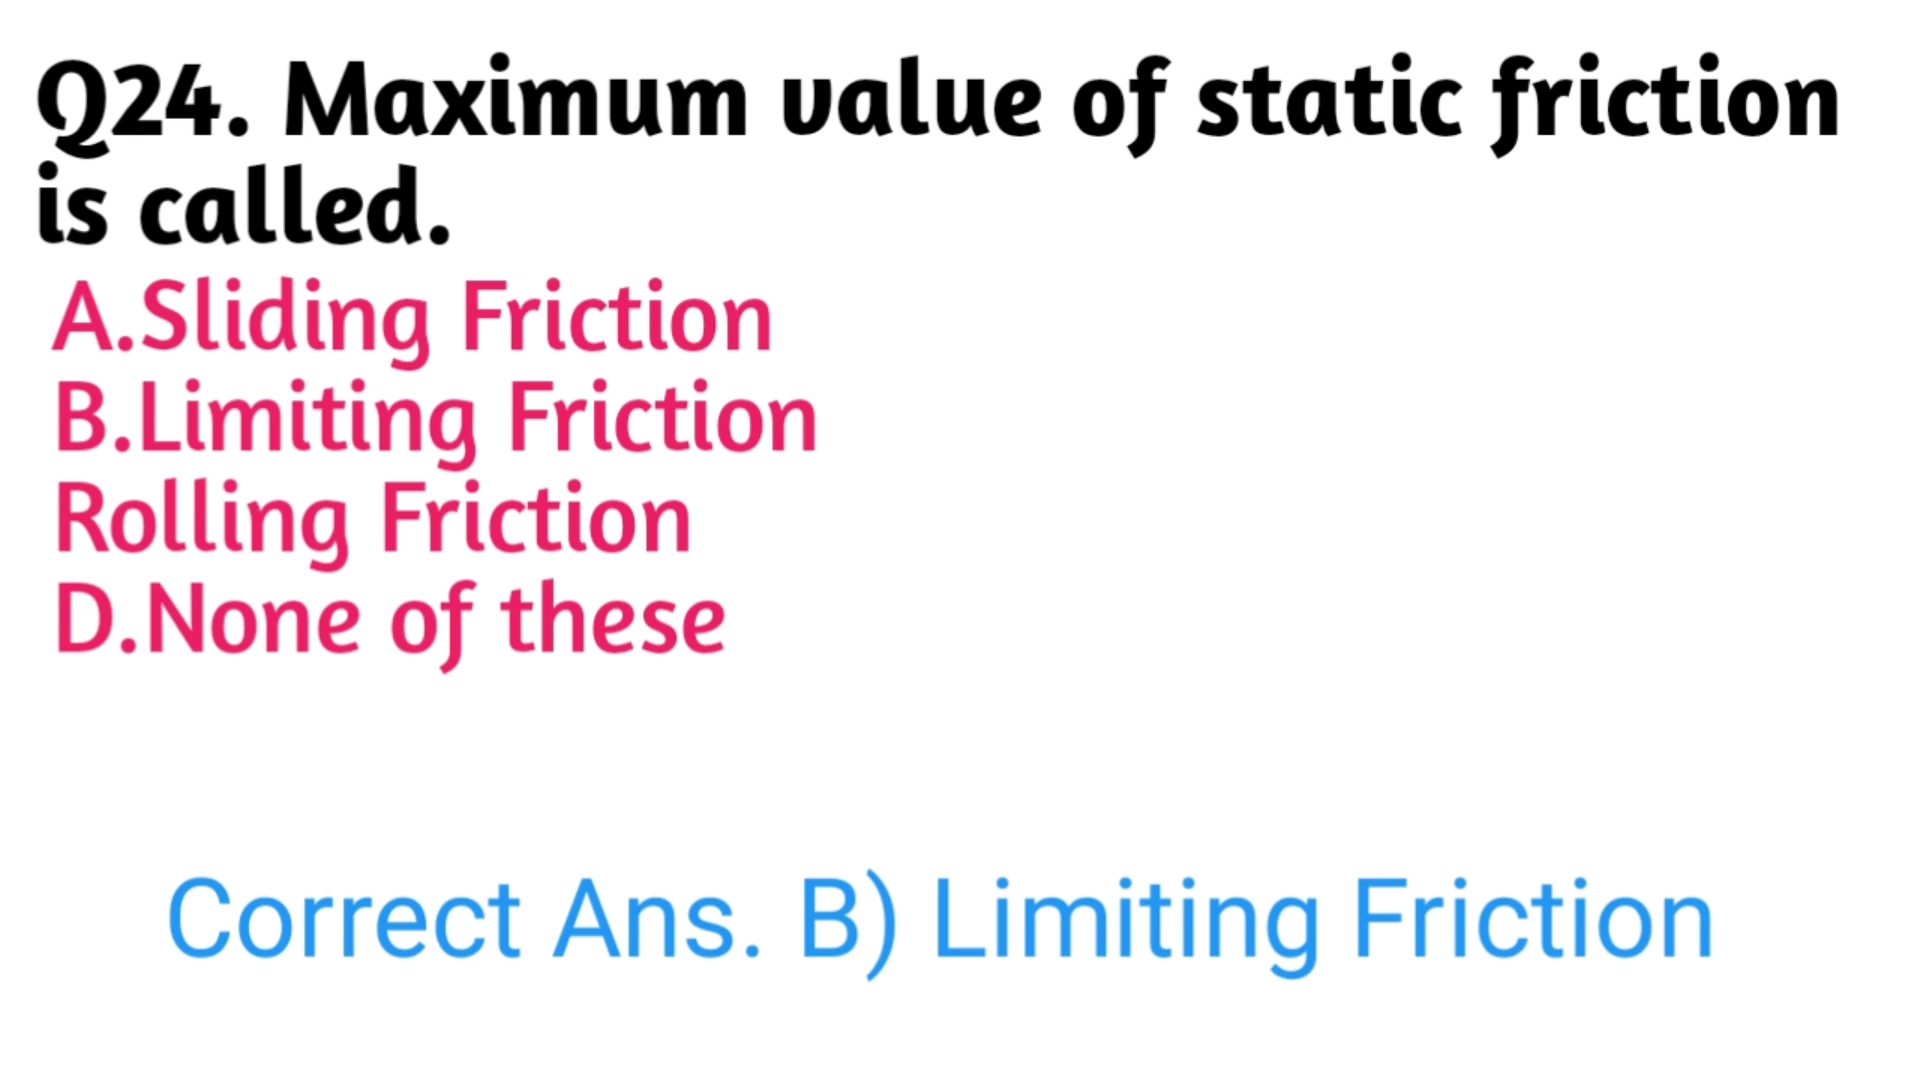 Q24. Maximum value of static friction
is called.
A.Sliding Friction
B.Limiting Friction
Rolling Friction
D.None of these
Correct Ans. B) Limiting Friction